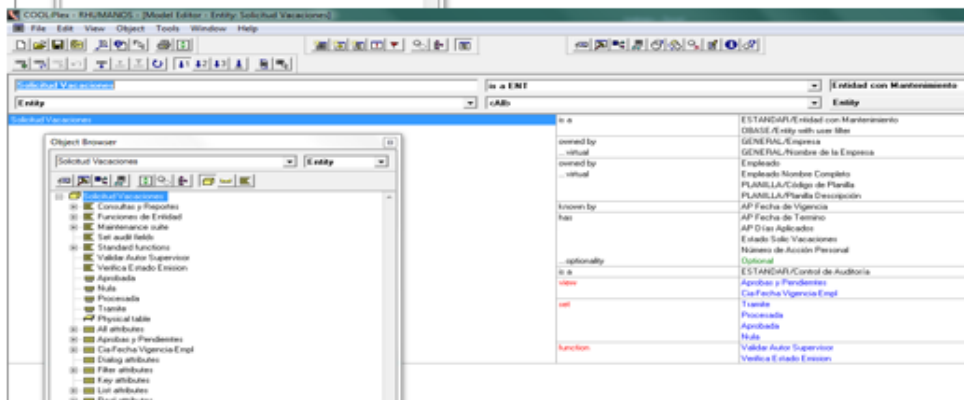 COOL:Plex - RHUMANOS - [Model Editor - Entity: Solicitud Vacaciones]
File Edit View Object Tools Window Help
Solicitud Vacaciones is a ENT Entidad con Mantenimiento
Entity <All> Entity
Solicitud Vacaciones is a ESTANDAR/Entidad con Mantenimiento
OBASE/Entity with user filter
owned by GENERAL/Empresa
...virtual GENERAL/Nombre de la Empresa
owned by Empleado
...virtual Empleado Nombre Completo
PLANILLA/Código de Planilla
PLANILLA/Planilla Descripción
known by AP Fecha de Vigencia
has AP Fecha de Termino
AP Días Aplicados
Estado Solic Vacaciones
Número de Acción Personal
...optionality Optional
is a ESTANDAR/Control de Auditoría
view Aprobas y Pendientes
Cia-Fecha Vigencia-Empl
set Tramite
Procesada
Aprobada
Nula
function Validar Autor Supervisor
Verifica Estado Emision
Object Browser
Solicitud Vacaciones Entity
Solicitud Vacaciones
Consultas y Reportes
Funciones de Entidad
Maintenance suite
Set audit fields
Standard functions
Validar Autor Supervisor
Verifica Estado Emision
Aprobada
Nula
Procesada
Tramite
Physical table
All attributes
Aprobas y Pendientes
Cia-Fecha Vigencia-Empl
Dialog attributes
Filter attributes
Key attributes
List attributes